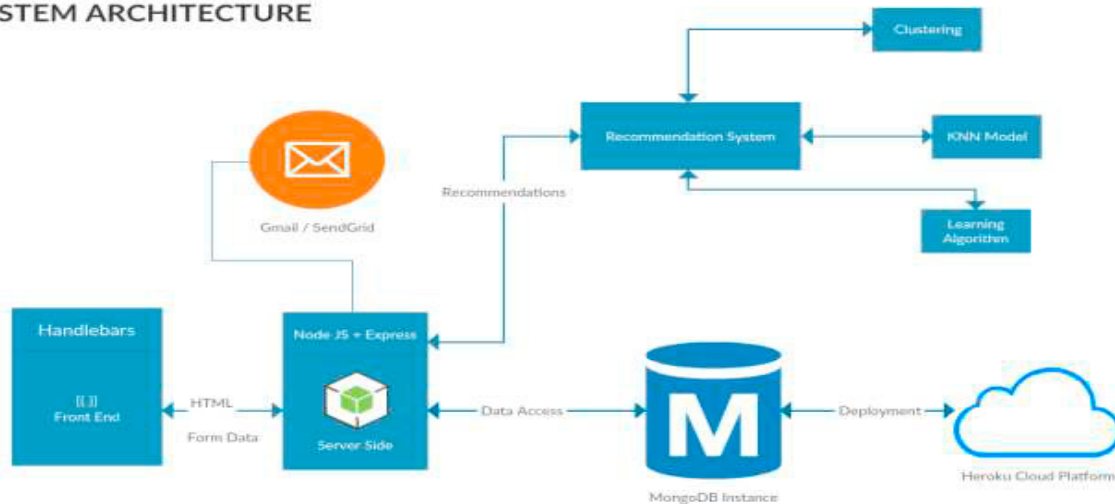 STEM ARCHITECTURE
Clustering
Recommendation System
KNN Model
Recommendations
Gmail / SendGrid
Learning
Algorithm
Handlebars
Node JS + Express
[[ ]]
Front End
HTML
Form Data
Server Side
Data Access
M
Deployment
MongoDB Instance
Heroku Cloud Platform